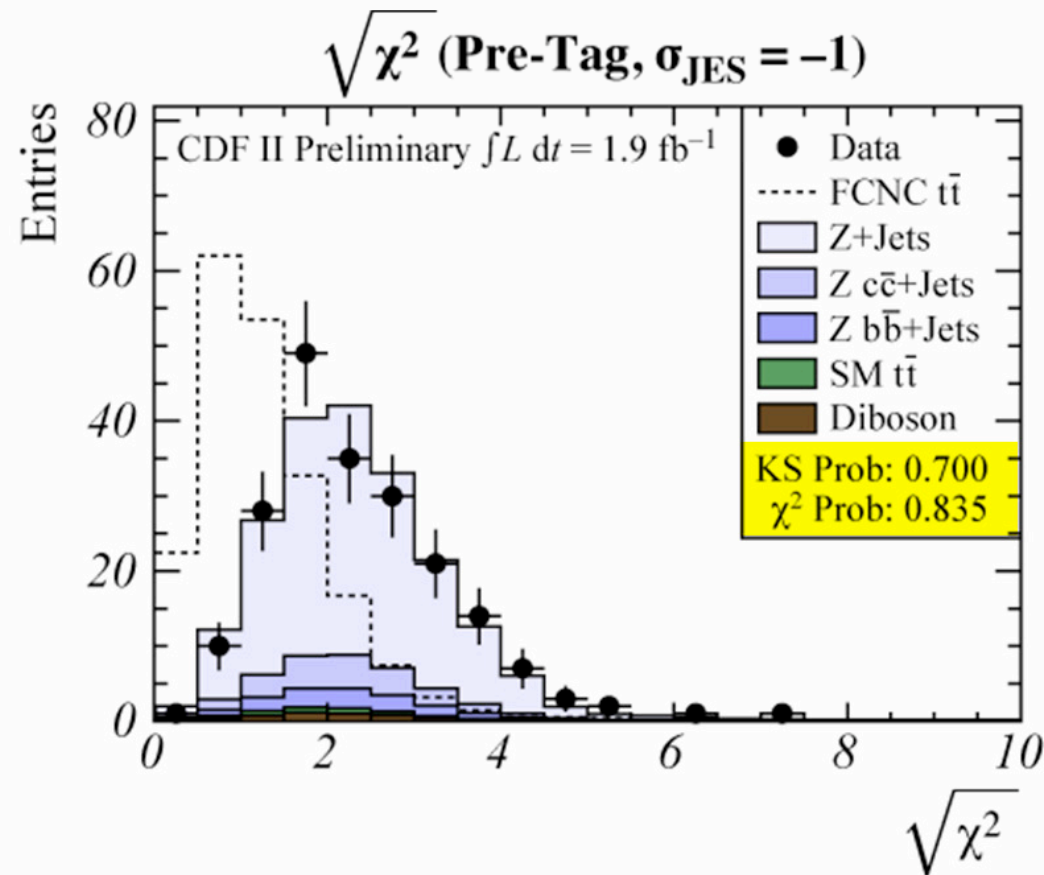 √χ² (Pre-Tag, σ_JES = −1)
Entries
80
60
40
20
0
CDF II Preliminary ∫L dt = 1.9 fb⁻¹
Data
FCNC tt̄
Z+Jets
Z cc̄+Jets
Z bb̄+Jets
SM tt̄
Diboson
KS Prob: 0.700
χ² Prob: 0.835
0 2 4 6 8 10
√χ²